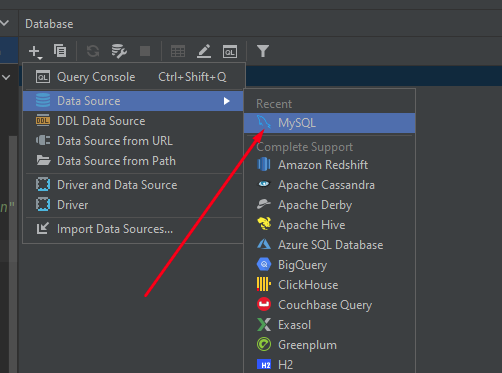 Database
QL
Query Console Ctrl+Shift+Q
Data Source
DDL Data Source
DDL
Data Source from URL
Data Source from Path
Driver and Data Source
Driver
Import Data Sources...
n"
Recent
MySQL
Complete Support
Amazon Redshift
Apache Cassandra
Apache Derby
Apache Hive
Azure SQL Database
BigQuery
ClickHouse
Couchbase Query
Exasol
Greenplum
H2
H2